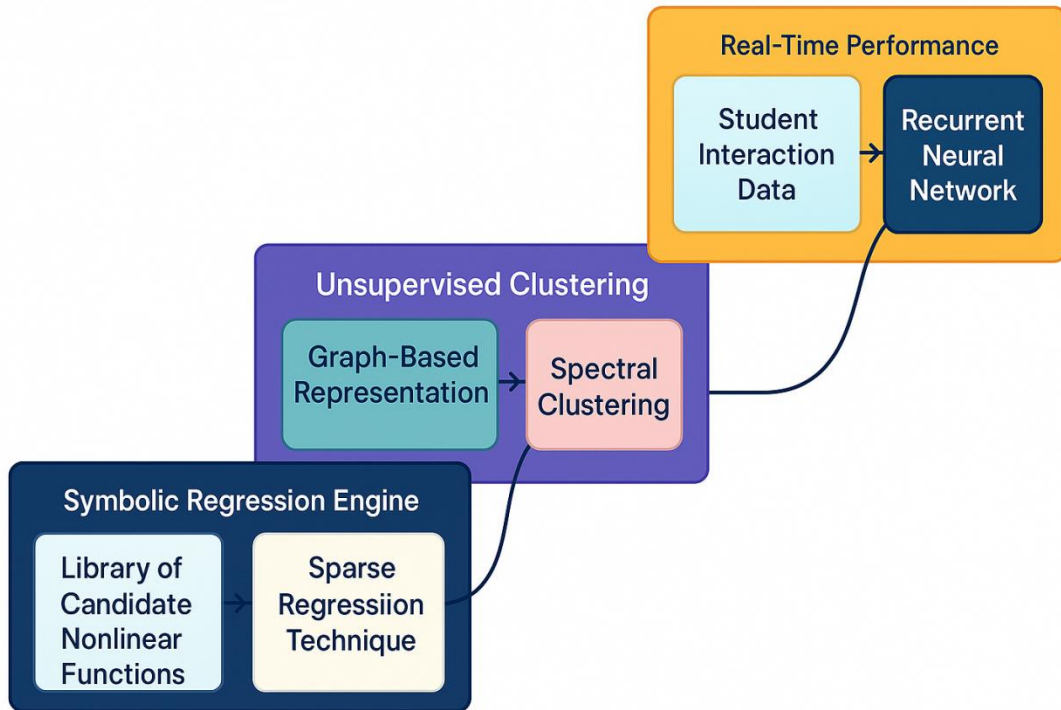 Real-Time Performance
Student
Interaction
Data
Recurrent
Neural
Network
Unsupervised Clustering
Graph-Based
Representation
Spectral
Clustering
Symbolic Regression Engine
Library of
Candidate
Nonlinear
Functions
Sparse
Regressiion
Technique